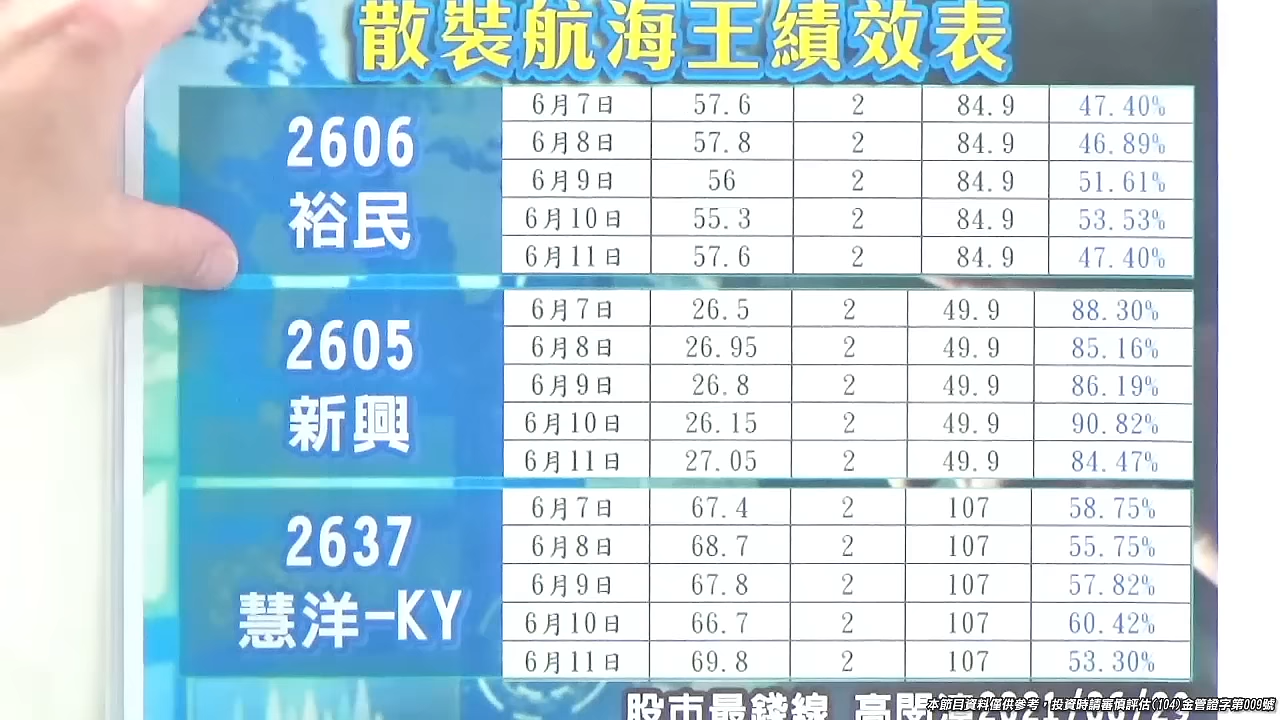 散裝航海王績效表
2606 裕民
6月7日 57.6 2 84.9 47.40%
6月8日 57.8 2 84.9 46.89%
6月9日 56 2 84.9 51.61%
6月10日 55.3 2 84.9 53.53%
6月11日 57.6 2 84.9 47.40%
2605 新興
6月7日 26.5 2 49.9 88.30%
6月8日 26.95 2 49.9 85.16%
6月9日 26.8 2 49.9 86.19%
6月10日 26.15 2 49.9 90.82%
6月11日 27.05 2 49.9 84.47%
2637 慧洋-KY
6月7日 67.4 2 107 58.75%
6月8日 68.7 2 107 55.75%
6月9日 67.8 2 107 57.82%
6月10日 66.7 2 107 60.42%
6月11日 69.8 2 107 53.30%
股市最錢線
本節目資料僅供參考,投資時請審慎評估(104)金管證字第009號